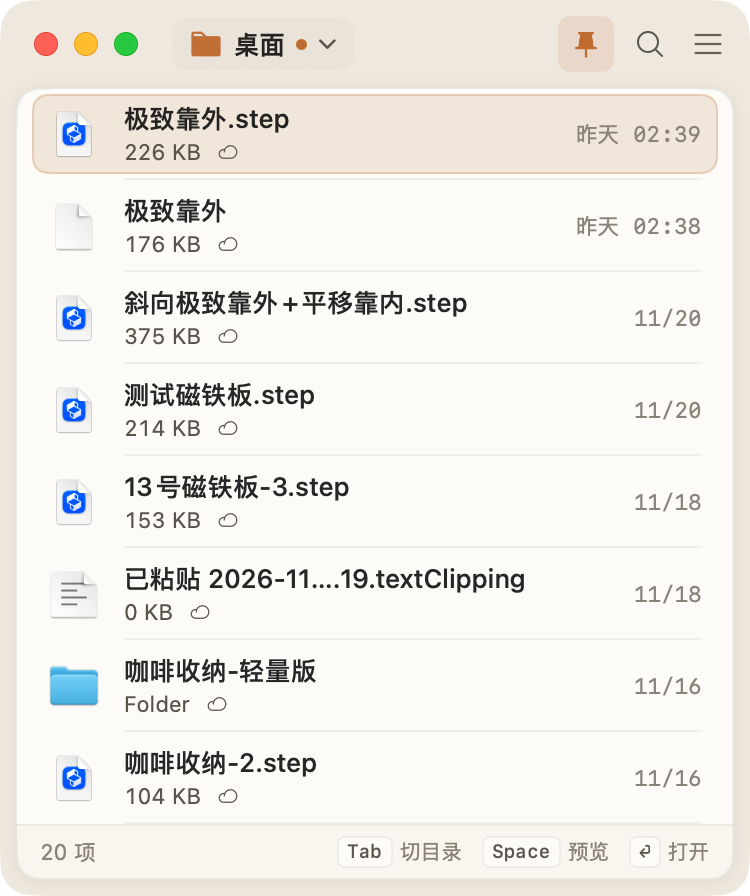 桌面
极致靠外.step
昨天 02:39
226 KB
极致靠外
昨天 02:38
176 KB
斜向极致靠外+平移靠内.step
11/20
375 KB
测试磁铁板.step
11/20
214 KB
13号磁铁板-3.step
11/18
153 KB
已粘贴 2026-11....19.textClipping
11/18
0 KB
咖啡收纳-轻量版
11/16
Folder
咖啡收纳-2.step
11/16
104 KB
20 项 Tab 切目录 Space 预览 打开